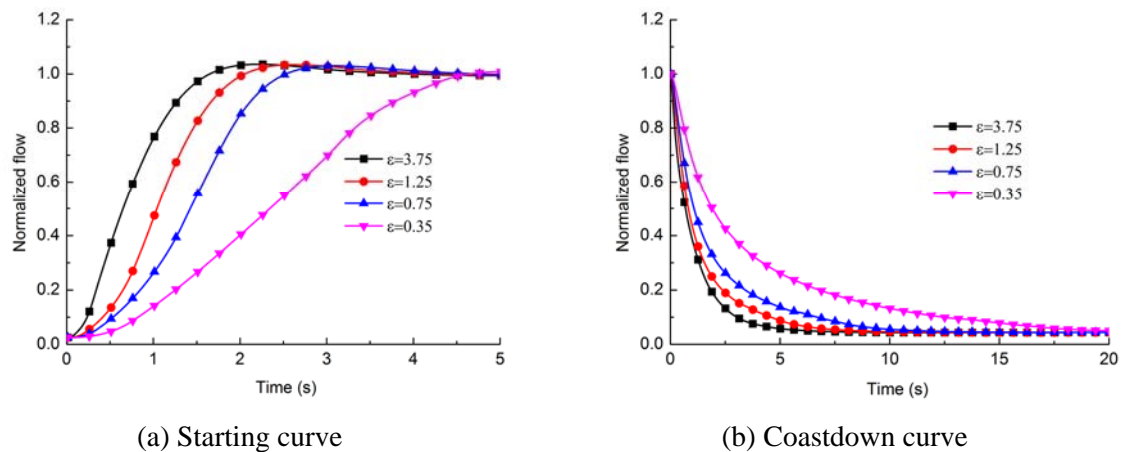 1.2
1.0
0.8
0.6
0.4
0.2
0.0
Normalized flow
ε=3.75
ε=1.25
ε=0.75
ε=0.35
0 1 2 3 4 5
Time (s)
(a) Starting curve
1.2
1.0
0.8
0.6
0.4
0.2
0.0
Normalized flow
ε=3.75
ε=1.25
ε=0.75
ε=0.35
0 5 10 15 20
Time (s)
(b) Coastdown curve